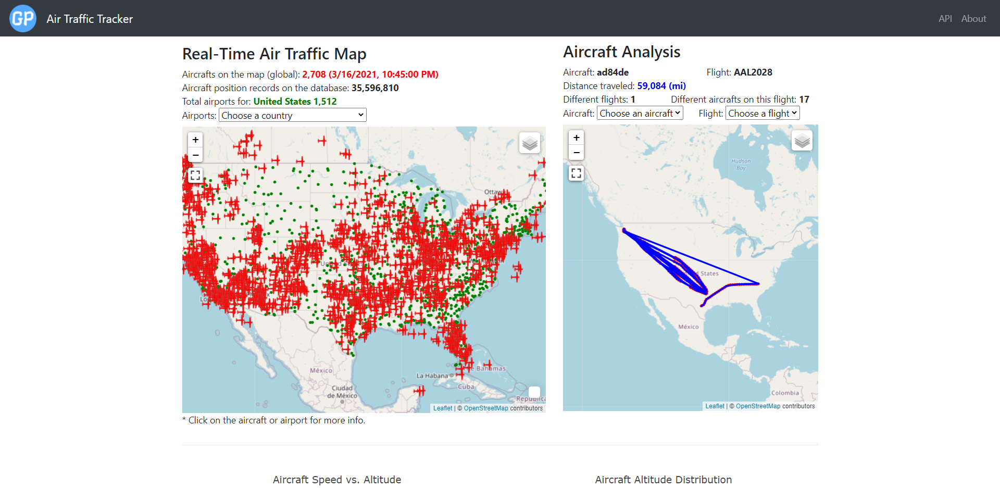 GP Air Traffic Tracker
API About
Real-Time Air Traffic Map
Aircrafts on the map (global): 2,708 (3/16/2021, 10:45:00 PM)
Aircraft position records on the database: 35,596,810
Total airports for: United States 1,512
Airports: Choose a country
+
−
Ottaw
México
La Habana
Cuba
Ciudad
de México
Leaflet | © OpenStreetMap contributors
* Click on the aircraft or airport for more info.
Aircraft Analysis
Aircraft: ad84de Flight: AAL2028
Distance traveled: 59,084 (mi)
Different flights: 1 Different aircrafts on this flight: 17
Aircraft: Choose an aircraft Flight: Choose a flight
+
−
Hudson
Bay
States
México
Colombia
Leaflet | © OpenStreetMap contributors
Aircraft Speed vs. Altitude
Aircraft Altitude Distribution